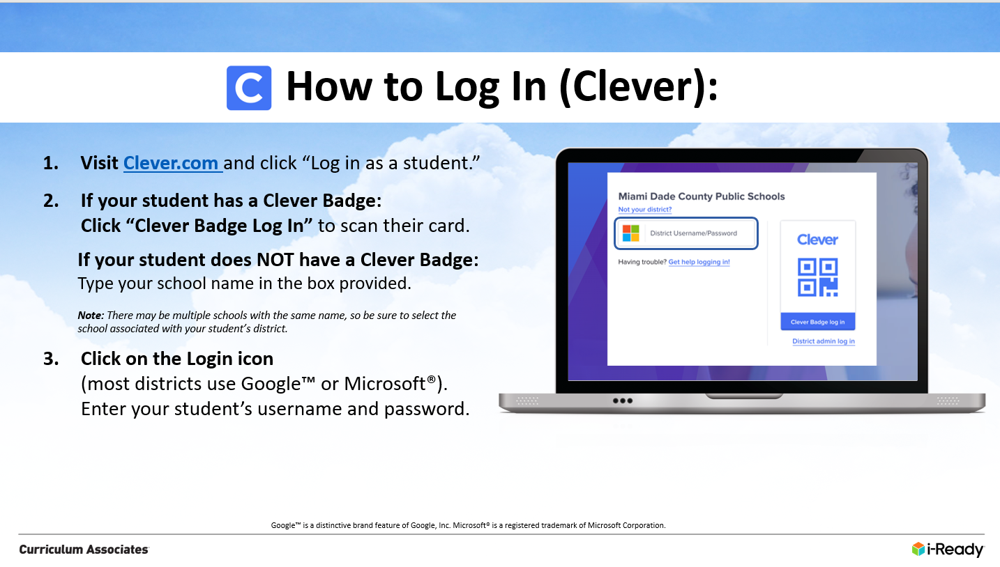 C How to Log In (Clever):
1. Visit Clever.com and click “Log in as a student.”
2. If your student has a Clever Badge:
Click “Clever Badge Log In” to scan their card.
If your student does NOT have a Clever Badge:
Type your school name in the box provided.
Note: There may be multiple schools with the same name, so be sure to select the
school associated with your student’s district.
3. Click on the Login icon
(most districts use Google™ or Microsoft®).
Enter your student’s username and password.
Miami Dade County Public Schools
Not your district?
District Username/Password
Having trouble? Get help logging in!
Clever
Clever Badge log in
District admin log in
Google™ is a distinctive brand feature of Google, Inc. Microsoft® is a registered trademark of Microsoft Corporation.
Curriculum Associates
i-Ready